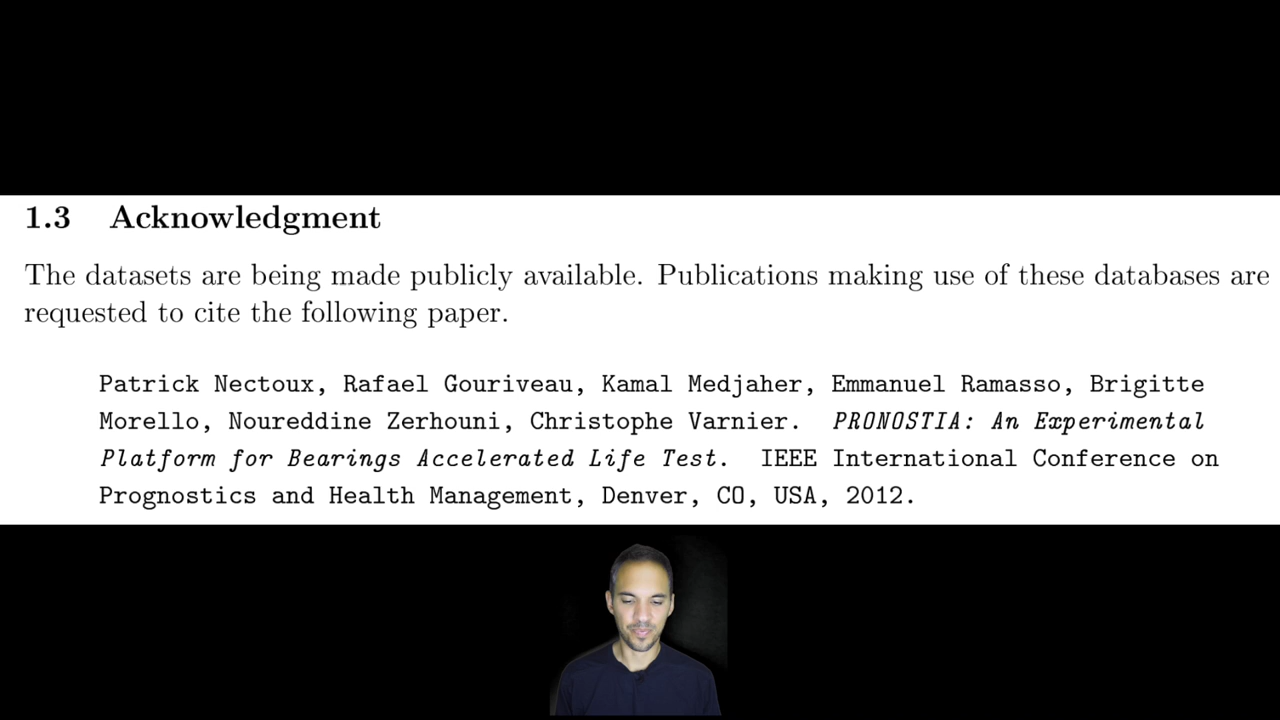 1.3 Acknowledgment
The datasets are being made publicly available. Publications making use of these databases are
requested to cite the following paper.
Patrick Nectoux, Rafael Gouriveau, Kamal Medjaher, Emmanuel Ramasso, Brigitte
Morello, Noureddine Zerhouni, Christophe Varnier. PRONOSTIA: An Experimental
Platform for Bearings Accelerated Life Test. IEEE International Conference on
Prognostics and Health Management, Denver, CO, USA, 2012.